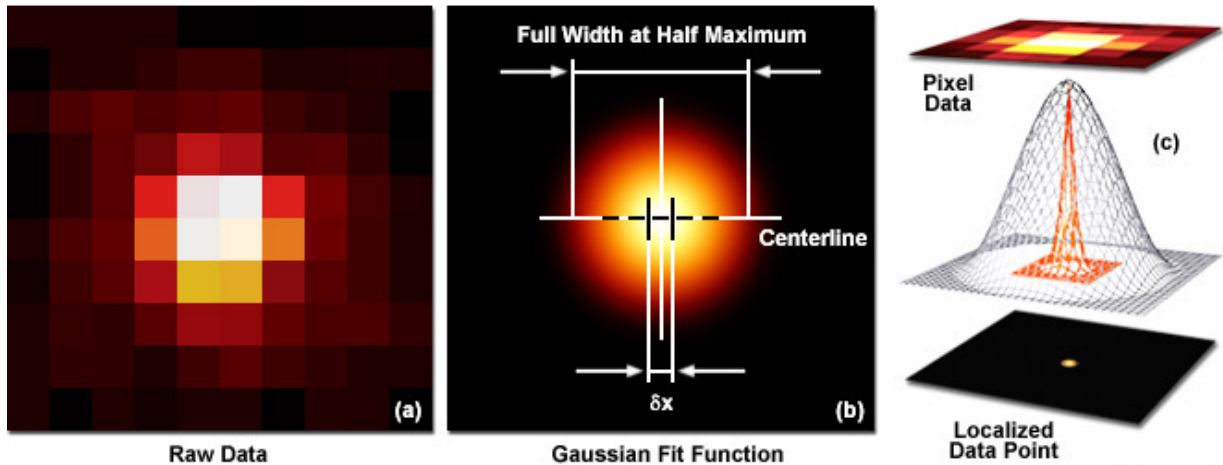 (a)
Raw Data
Full Width at Half Maximum
Centerline
δx
(b)
Gaussian Fit Function
Pixel
Data
(c)
Localized
Data Point